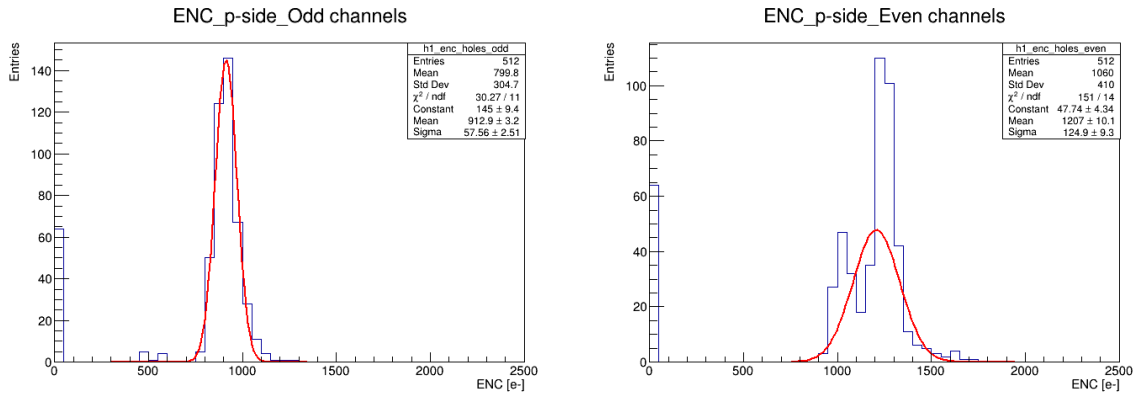 ENC_p-side_Odd channels
Entries
h1_enc_holes_odd
Entries 512
Mean 799.8
Std Dev 304.7
χ² / ndf 30.27 / 11
Constant 145 ± 9.4
Mean 912.9 ± 3.2
Sigma 57.56 ± 2.51
140
120
100
80
60
40
20
0
0 500 1000 1500 2000 2500
ENC [e-]
ENC_p-side_Even channels
Entries
h1_enc_holes_even
Entries 512
Mean 1060
Std Dev 410
χ² / ndf 151 / 14
Constant 47.74 ± 4.34
Mean 1207 ± 10.1
Sigma 124.9 ± 9.3
100
80
60
40
20
0
0 500 1000 1500 2000 2500
ENC [e-]